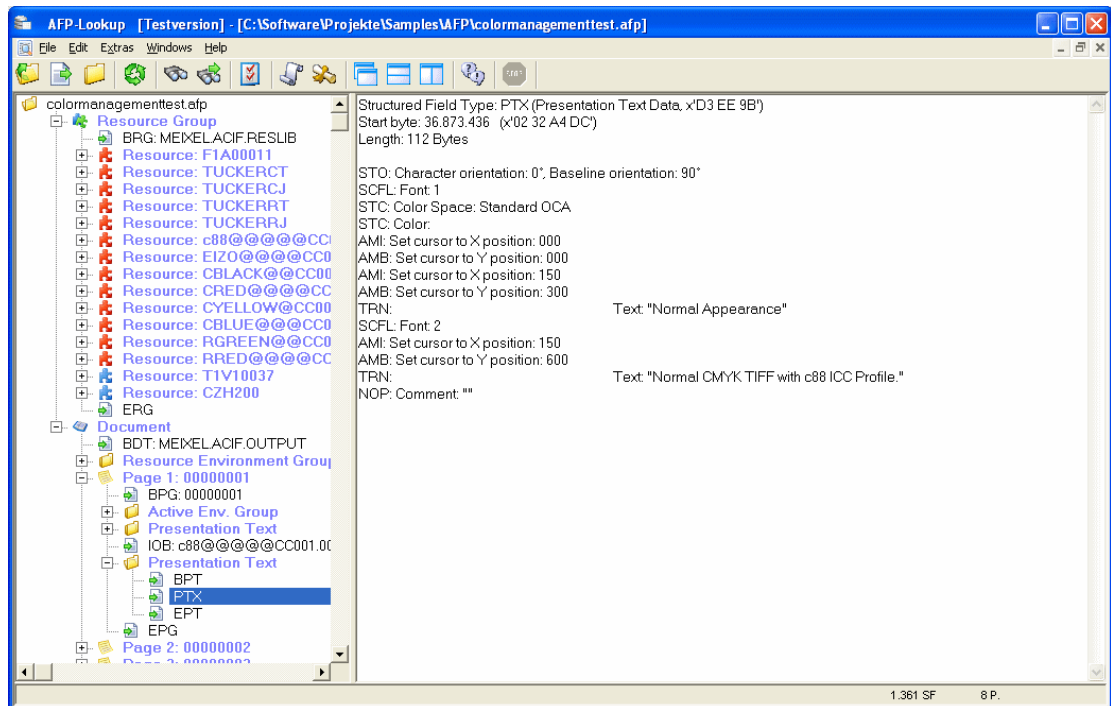 AFP-Lookup [Testversion] - [C:\Software\Projekte\Samples\AFP\colormanagementtest.afp]
File Edit Extras Windows Help
colormanagementtest.afp
Resource Group
BRG: MEIXEL.ACIF.RESLIB
Resource: F1A00011
Resource: TUCKERCT
Resource: TUCKERCJ
Resource: TUCKERRT
Resource: TUCKERRJ
Resource: c88@@@@@CC
Resource: EIZO@@@@CC0
Resource: CBLACK@@CC00
Resource: CRED@@@@CC
Resource: CYELLOW@CC00
Resource: CBLUE@@@CC0
Resource: RGREEN@@CC0
Resource: RRED@@@@CC
Resource: T1V10037
Resource: CZH200
ERG
Document
BDT: MEIXEL.ACIF.OUTPUT
Resource Environment Group
Page 1: 00000001
BPG: 00000001
Active Env. Group
Presentation Text
IOB: c88@@@@@CC001.00
Presentation Text
BPT
PTX
EPT
EPG
Page 2: 00000002
Structured Field Type: PTX (Presentation Text Data, x'D3 EE 9B')
Start byte: 36.873.436 (x'02 32 A4 DC')
Length: 112 Bytes
STO: Character orientation: 0°, Baseline orientation: 90°
SCFL: Font: 1
STC: Color Space: Standard OCA
STC: Color:
AMI: Set cursor to X position: 000
AMB: Set cursor to Y position: 000
AMI: Set cursor to X position: 150
AMB: Set cursor to Y position: 300
TRN: Text: "Normal Appearance"
SCFL: Font: 2
AMI: Set cursor to X position: 150
AMB: Set cursor to Y position: 600
TRN: Text: "Normal CMYK TIFF with c88 ICC Profile."
NOP: Comment: ""
1.361 SF 8 P.